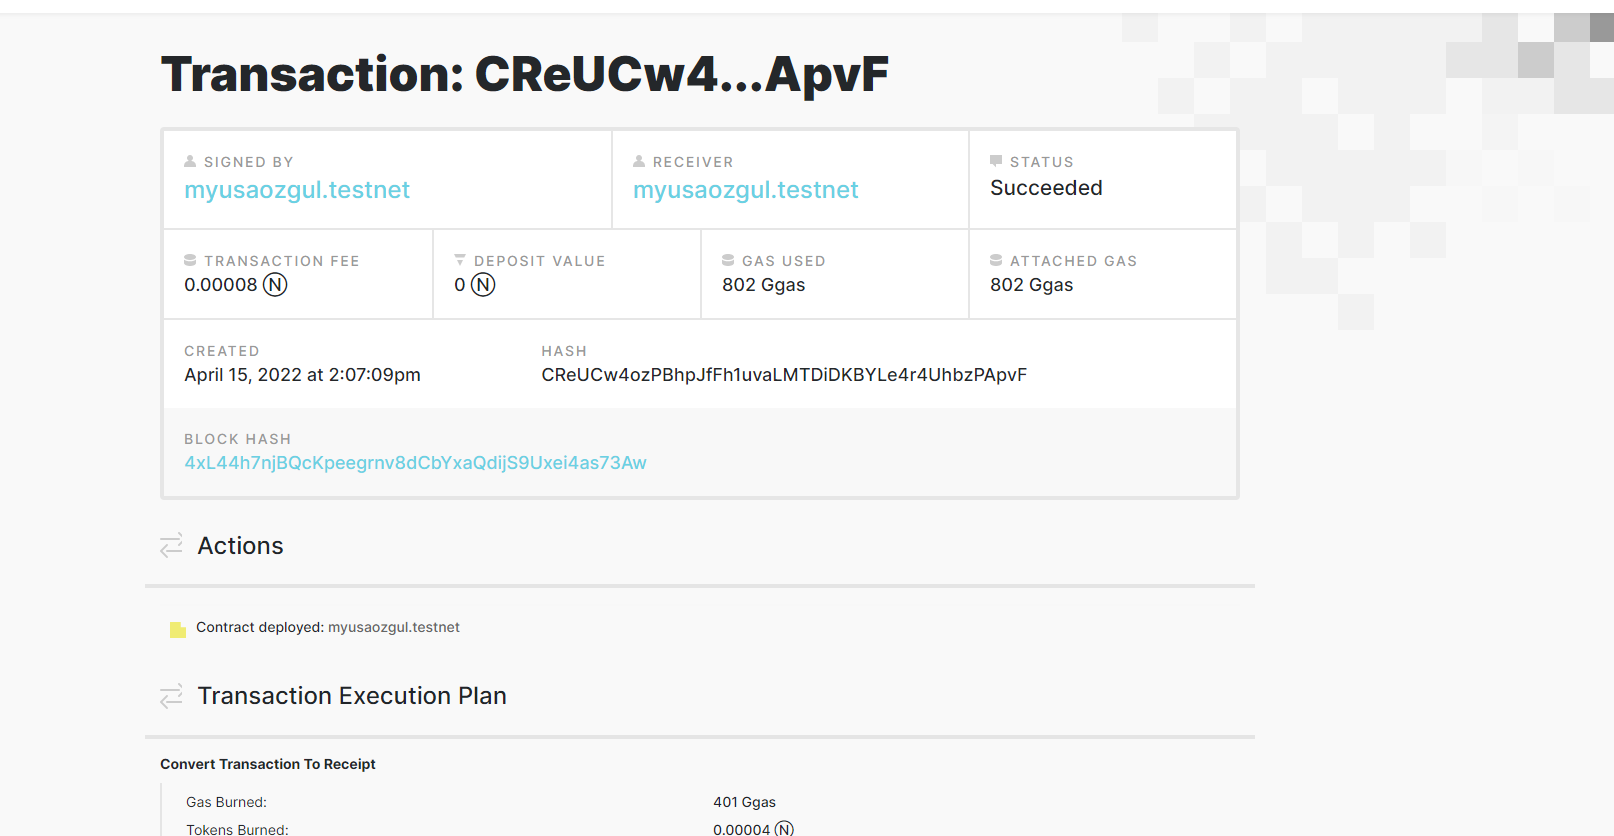 Transaction: CReUCw4...ApvF
SIGNED BY
myusaozgul.testnet
RECEIVER
myusaozgul.testnet
STATUS
Succeeded
TRANSACTION FEE
0.00008 Ⓝ
DEPOSIT VALUE
0 Ⓝ
GAS USED
802 Ggas
ATTACHED GAS
802 Ggas
CREATED
April 15, 2022 at 2:07:09pm
HASH
CReUCw4ozPBhpJfFh1uvaLMTDiDKBYLe4r4UhbzPApvF
BLOCK HASH
4xL44h7njBQcKpeegrnv8dCbYxaQdijS9Uxei4as73Aw
Actions
Contract deployed: myusaozgul.testnet
Transaction Execution Plan
Convert Transaction To Receipt
Gas Burned: 401 Ggas
Tokens Burned: 0.00004 Ⓝ